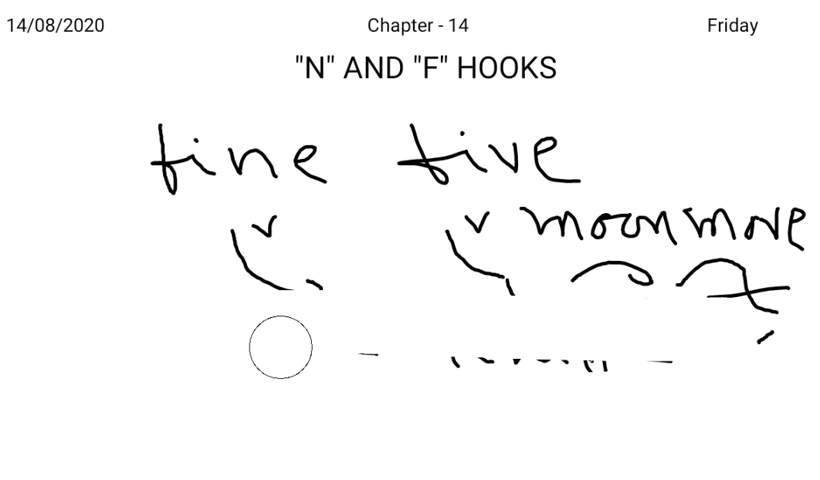 14/08/2020 Chapter - 14 Friday
"N" AND "F" HOOKS
fine five
moon move